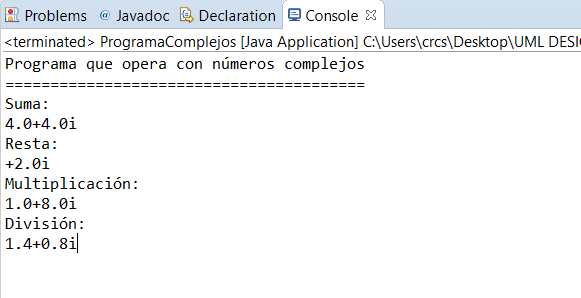 Problems @ Javadoc Declaration Console
<terminated> ProgramaComplejos [Java Application] C:\Users\crcs\Desktop\UML DESIG
Programa que opera con números complejos
========================================
Suma:
4.0+4.0i
Resta:
+2.0i
Multiplicación:
1.0+8.0i
División:
1.4+0.8i